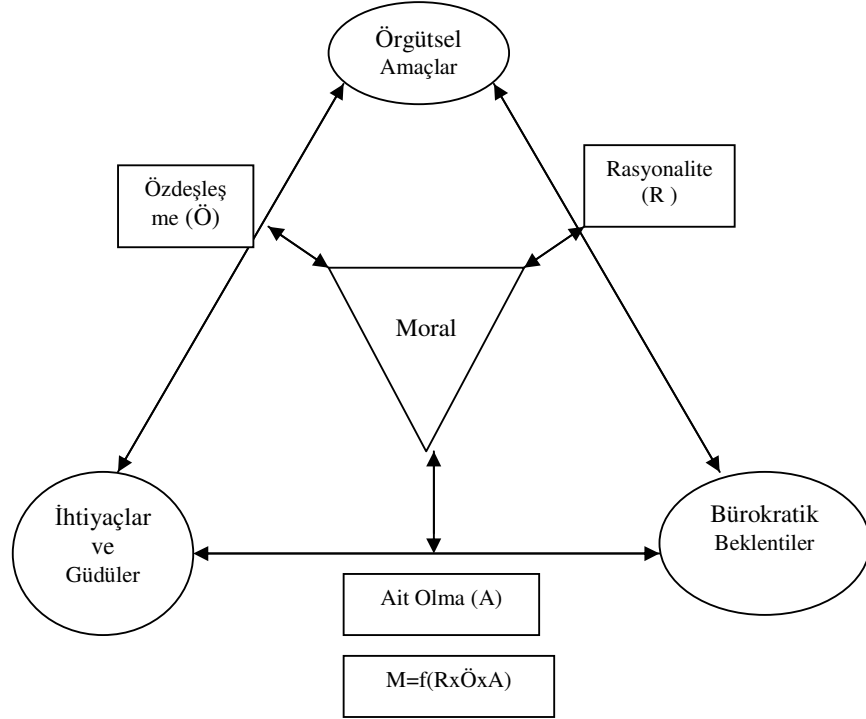 Örgütsel
Amaçlar
Özdeşleş
me (Ö)
Rasyonalite
(R )
Moral
İhtiyaçlar
ve
Güdüler
Bürokratik
Beklentiler
Ait Olma (A)
M=f(RxÖxA)